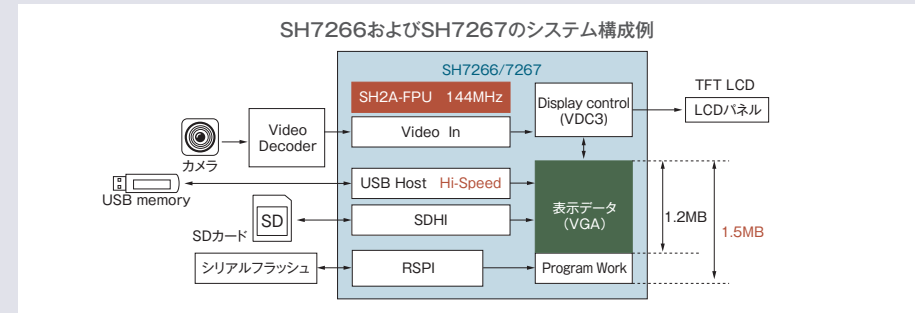 SH7266およびSH7267のシステム構成例
SH7266/7267
SH2A-FPU 144MHz
Video In
Display control
(VDC3)
TFT LCD
LCDパネル
Video
Decoder
カメラ
USB memory
USB Host Hi-Speed
SDカード
SD
SDHI
シリアルフラッシュ
RSPI
表示データ
(VGA)
Program Work
1.2MB
1.5MB